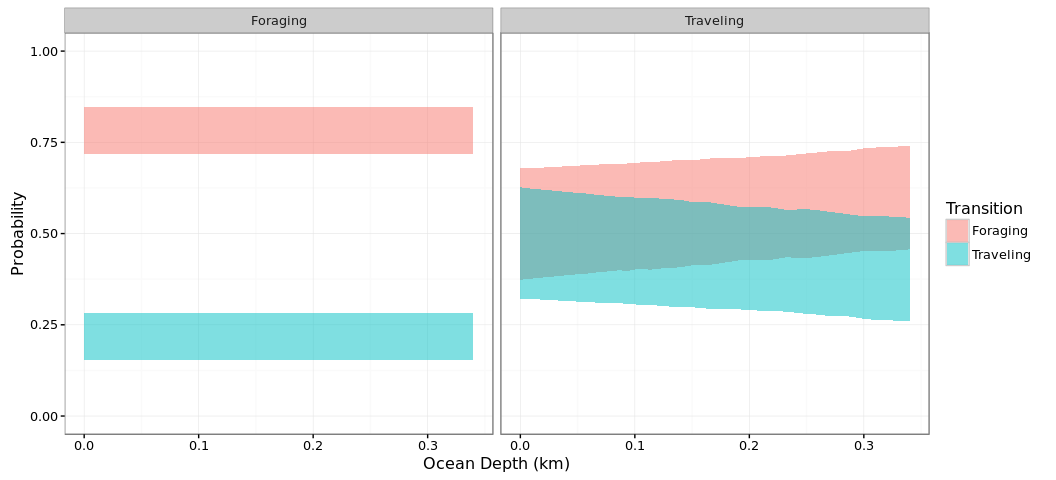 Foraging
Traveling
1.00
0.75
0.50
0.25
0.00
Probability
0.0 0.1 0.2 0.3
0.0 0.1 0.2 0.3
Ocean Depth (km)
Transition
Foraging
Traveling